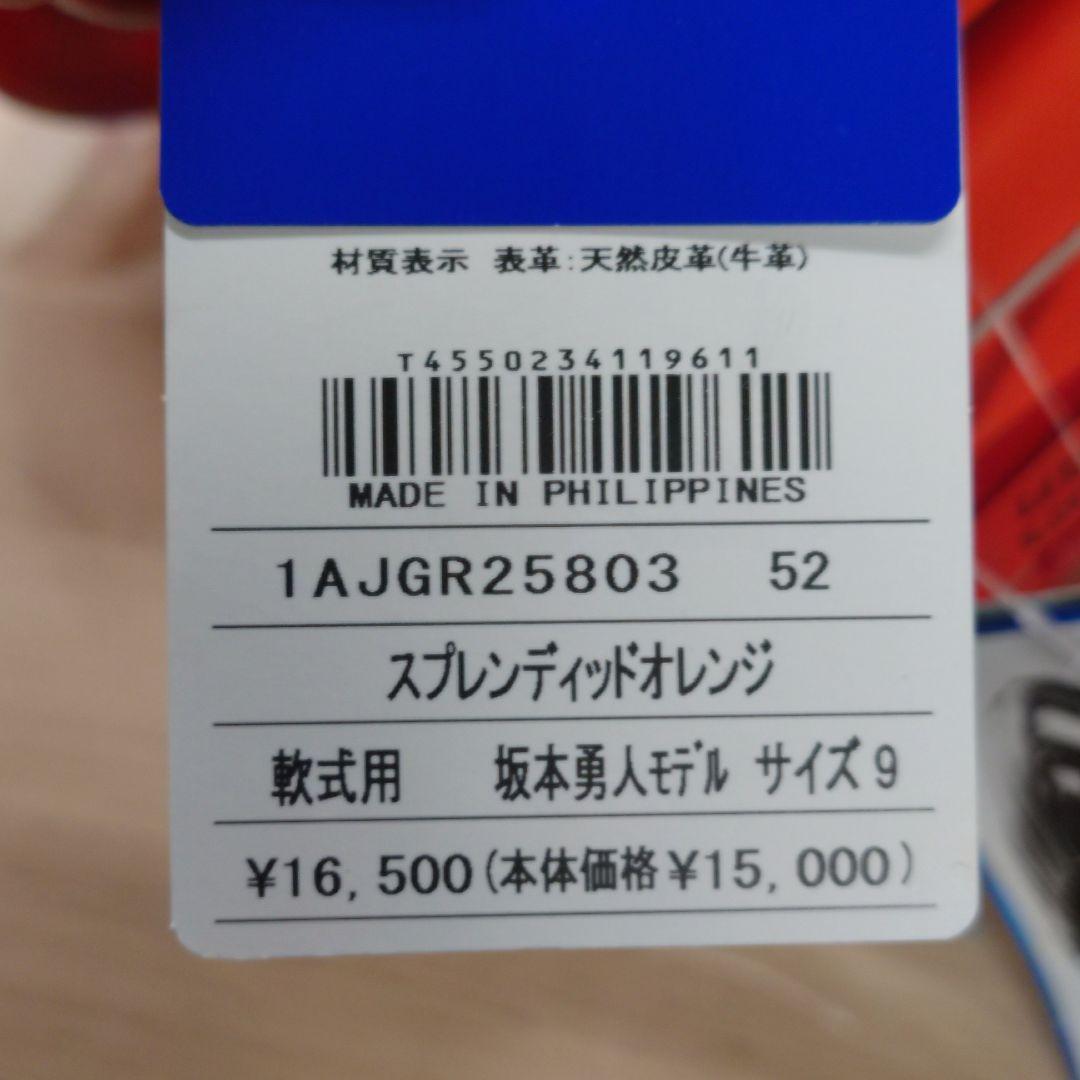 材質表示 表革:天然皮革(牛革)
T4550234119611
MADE IN PHILIPPINES
1AJGR25803 52
スプレンディッドオレンジ
軟式用 坂本勇人モデル サイズ9
¥16,500(本体価格¥15,000)